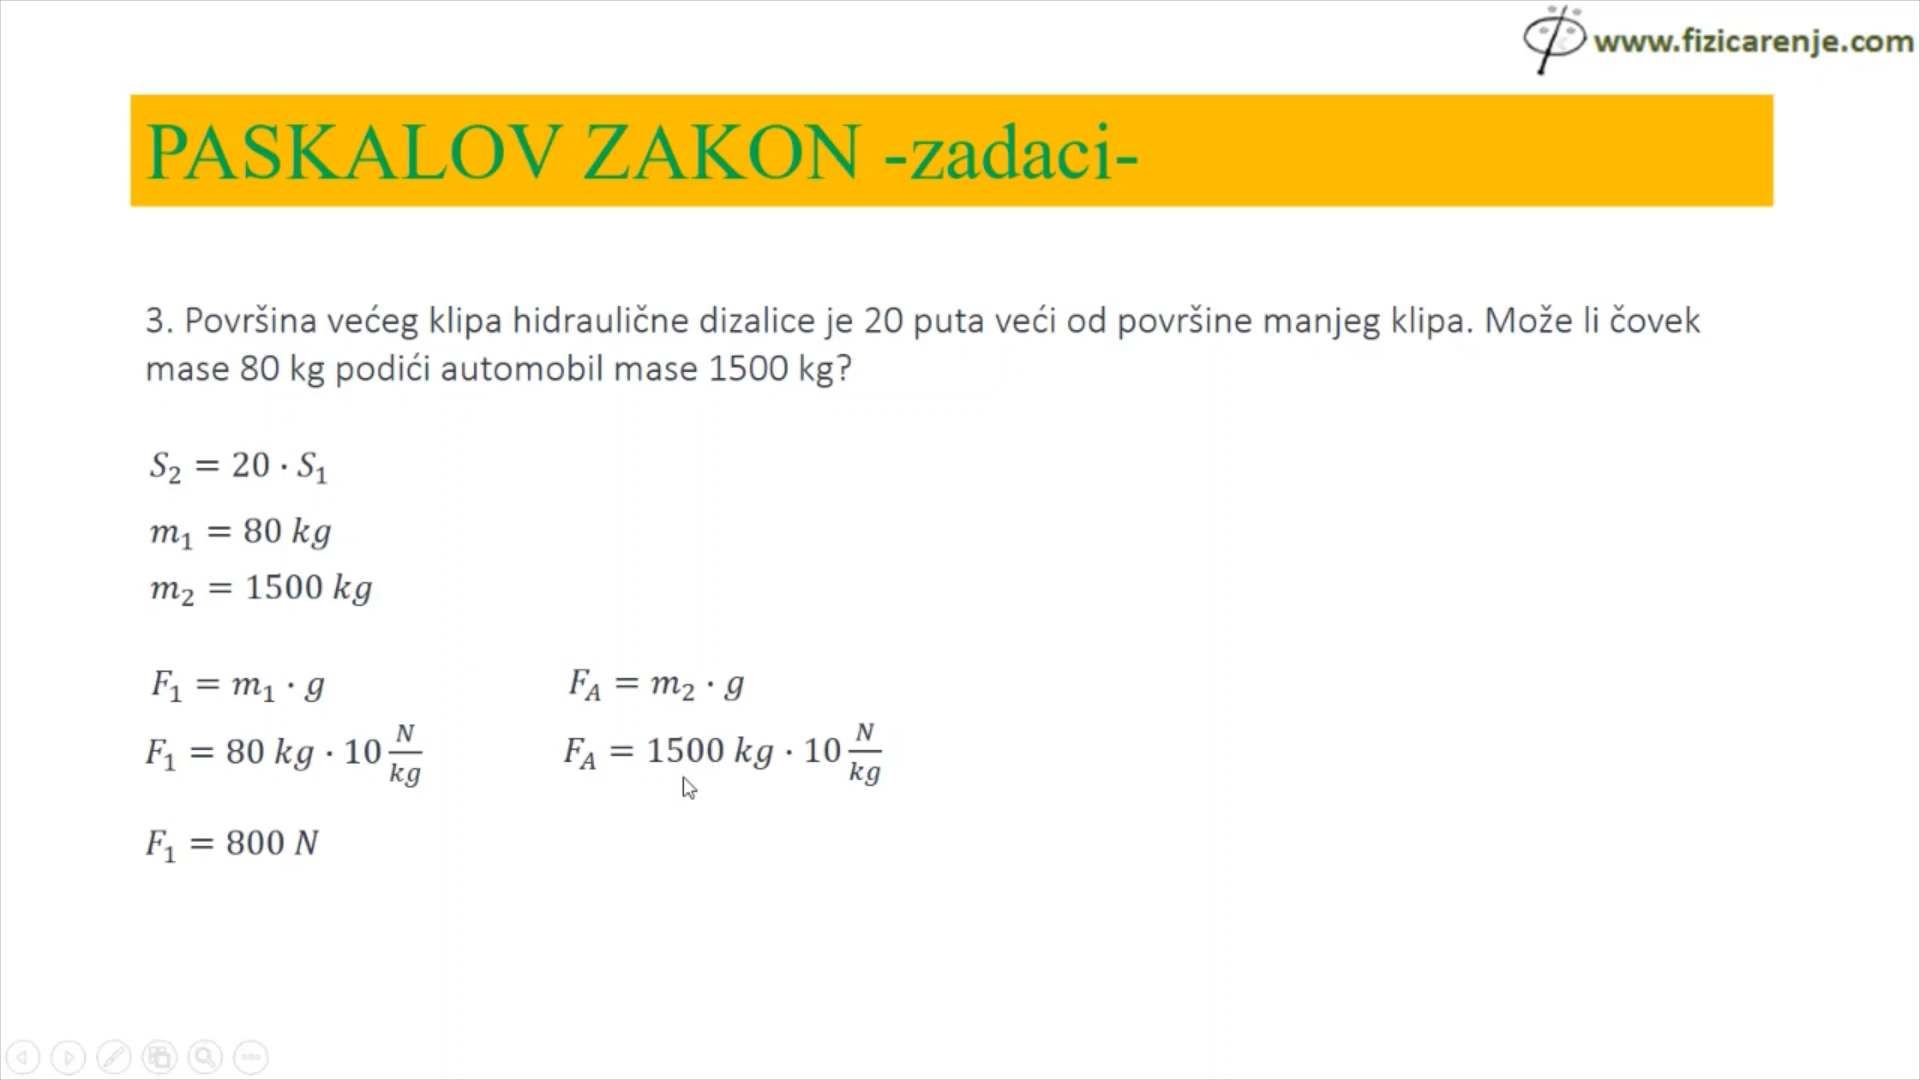 www.fizicarenje.com
PASKALOV ZAKON -zadaci-
3. Površina većeg klipa hidraulične dizalice je 20 puta veći od površine manjeg klipa. Može li čovek
mase 80 kg podići automobil mase 1500 kg?
S₂ = 20 · S₁
m₁ = 80 kg
m₂ = 1500 kg
F₁ = m₁ · g
F₁ = 80 kg · 10 N/kg
F₁ = 800 N
F_A = m₂ · g
F_A = 1500 kg · 10 N/kg